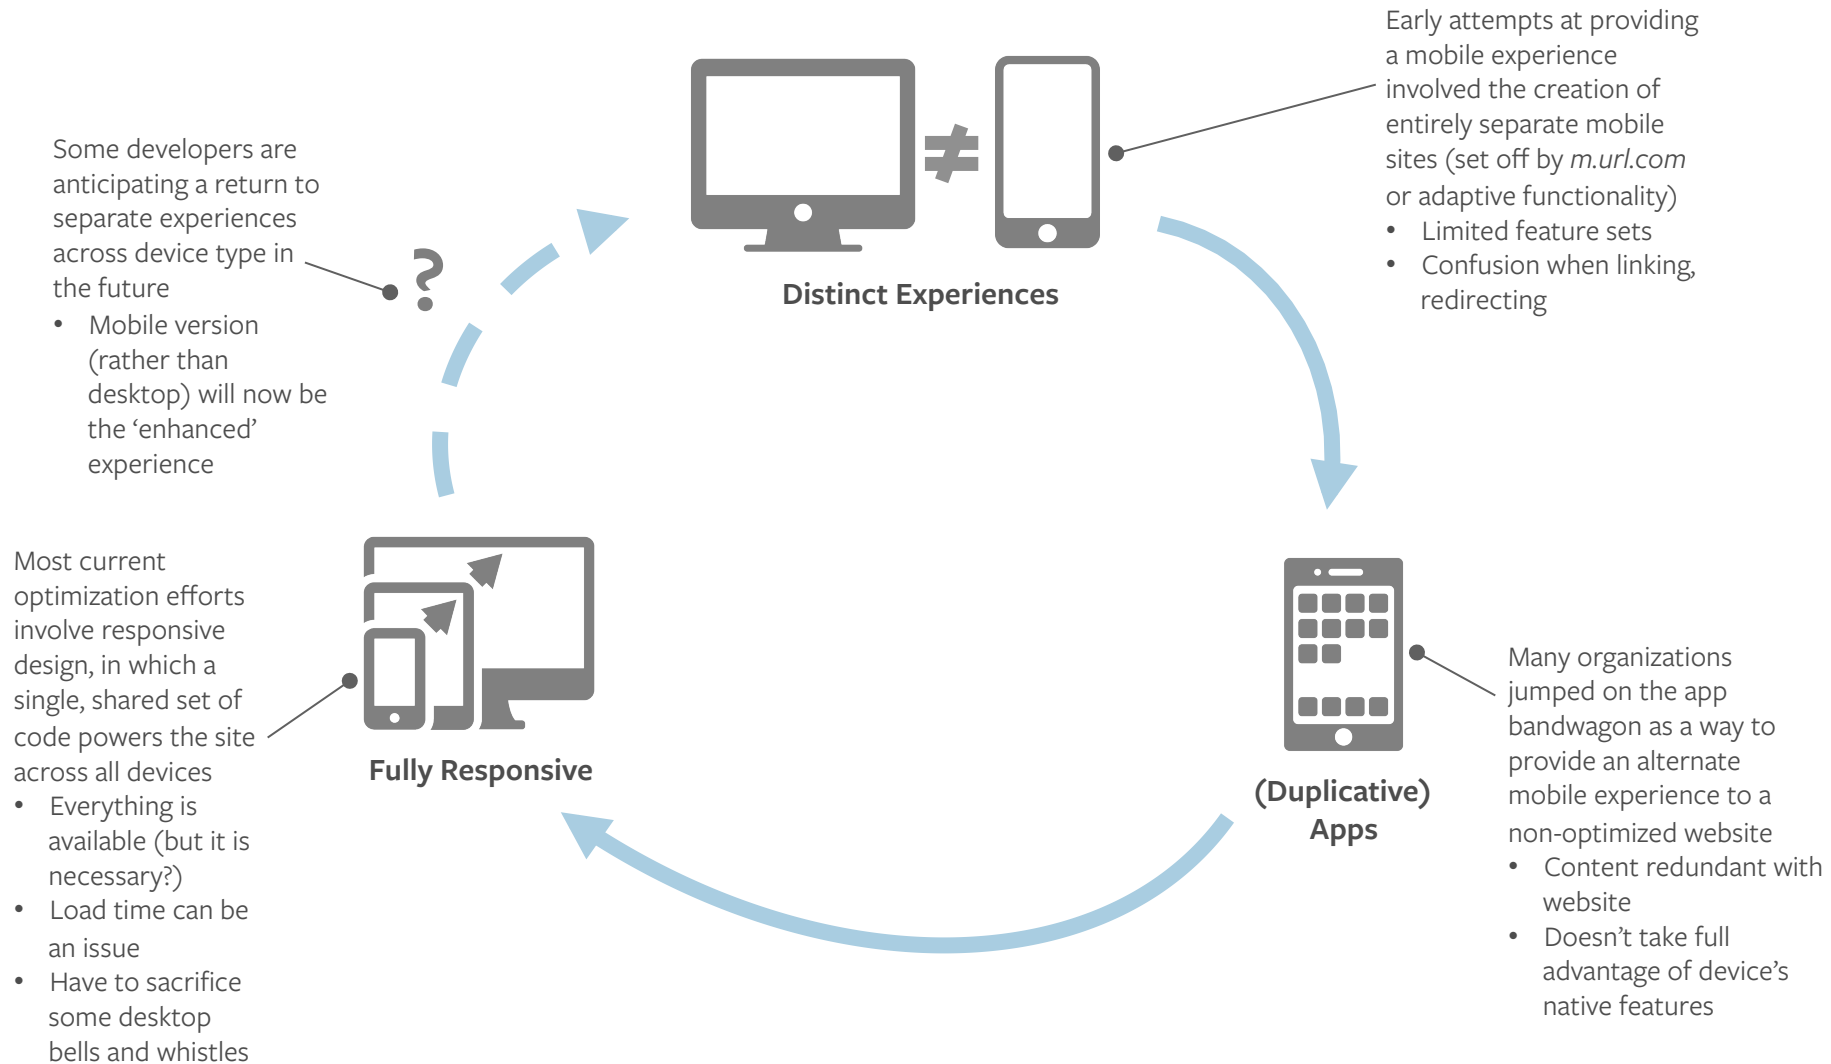 Early attempts at providing
a mobile experience
involved the creation of
entirely separate mobile
sites (set off by m.url.com
or adaptive functionality)
• Limited feature sets
• Confusion when linking,
redirecting
Some developers are
anticipating a return to
separate experiences
across device type in
the future
• Mobile version
(rather than
desktop) will now be
the ‘enhanced’
experience
≠
?
Distinct Experiences
Most current
optimization efforts
involve responsive
design, in which a
single, shared set of
code powers the site
across all devices
• Everything is
available (but it is
necessary?)
• Load time can be
an issue
• Have to sacrifice
some desktop
bells and whistles
Fully Responsive
(Duplicative)
Apps
Many organizations
jumped on the app
bandwagon as a way to
provide an alternate
mobile experience to a
non-optimized website
• Content redundant with
website
• Doesn’t take full
advantage of device’s
native features